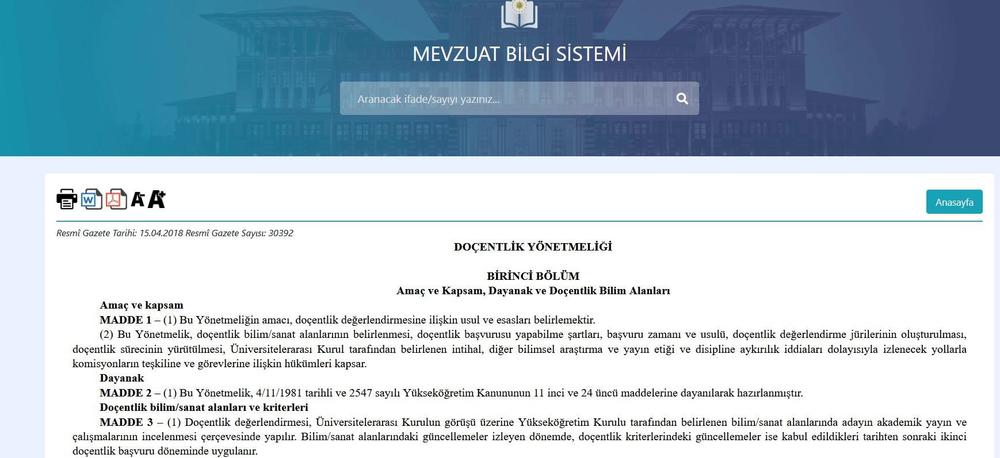 MEVZUAT BİLGİ SİSTEMİ
Aranacak ifade/sayıyı yazınız...
Anasayfa
Resmî Gazete Tarihi: 15.04.2018 Resmî Gazete Sayısı: 30392
DOÇENTLİK YÖNETMELİĞİ
BİRİNCİ BÖLÜM
Amaç ve Kapsam, Dayanak ve Doçentlik Bilim Alanları
Amaç ve kapsam
MADDE 1 – (1) Bu Yönetmeliğin amacı, doçentlik değerlendirmesine ilişkin usul ve esasları belirlemektir.
(2) Bu Yönetmelik, doçentlik bilim/sanat alanlarının belirlenmesi, doçentlik başvurusu yapabilme şartları, başvuru zamanı ve usulü, doçentlik değerlendirme jürilerinin oluşturulması,
doçentlik sürecinin yürütülmesi, Üniversitelerarası Kurul tarafından belirlenen intihal, diğer bilimsel araştırma ve yayın etiği ve disipline aykırılık iddiaları dolayısıyla izlenecek yollarla
komisyonların teşkiline ve görevlerine ilişkin hükümleri kapsar.
Dayanak
MADDE 2 – (1) Bu Yönetmelik, 4/11/1981 tarihli ve 2547 sayılı Yükseköğretim Kanununun 11 inci ve 24 üncü maddelerine dayanılarak hazırlanmıştır.
Doçentlik bilim/sanat alanları ve kriterleri
MADDE 3 – (1) Doçentlik değerlendirmesi, Üniversitelerarası Kurulun görüşü üzerine Yükseköğretim Kurulu tarafından belirlenen bilim/sanat alanlarında adayın akademik yayın ve
çalışmalarının incelenmesi çerçevesinde yapılır. Bilim/sanat alanlarındaki güncellemeler izleyen dönemde, doçentlik kriterlerindeki güncellemeler ise kabul edildikleri tarihten sonraki ikinci
doçentlik başvuru döneminde uygulanır.